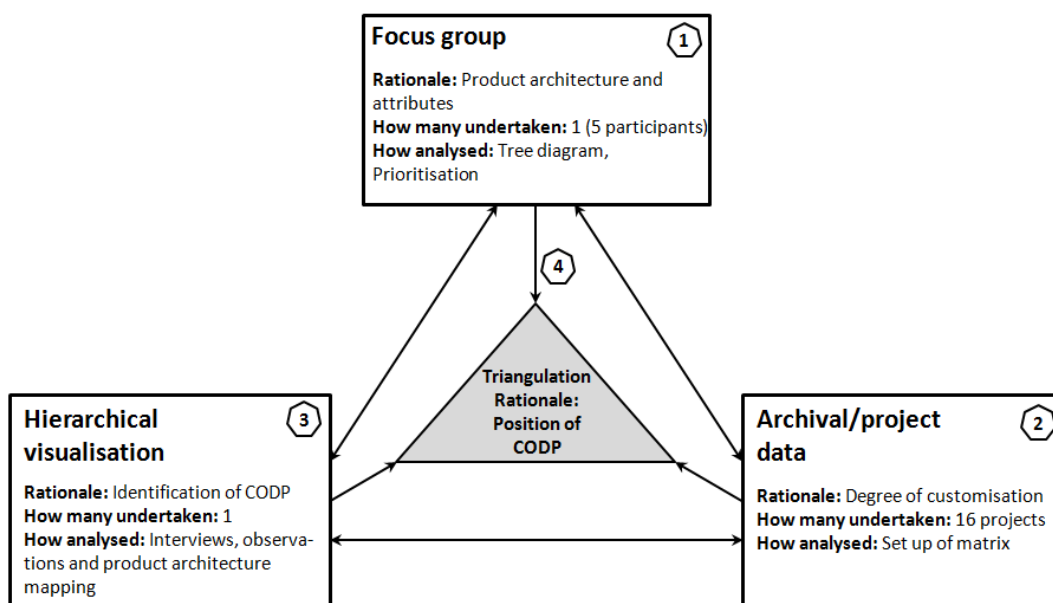 Focus group
1
Rationale: Product architecture and
attributes
How many undertaken: 1 (5 participants)
How analysed: Tree diagram,
Prioritisation
4
Triangulation
Rationale:
Position of
CODP
Hierarchical
visualisation
3
Rationale: Identification of CODP
How many undertaken: 1
How analysed: Interviews, observa-
tions and product architecture
mapping
Archival/project
data
2
Rationale: Degree of customisation
How many undertaken: 16 projects
How analysed: Set up of matrix